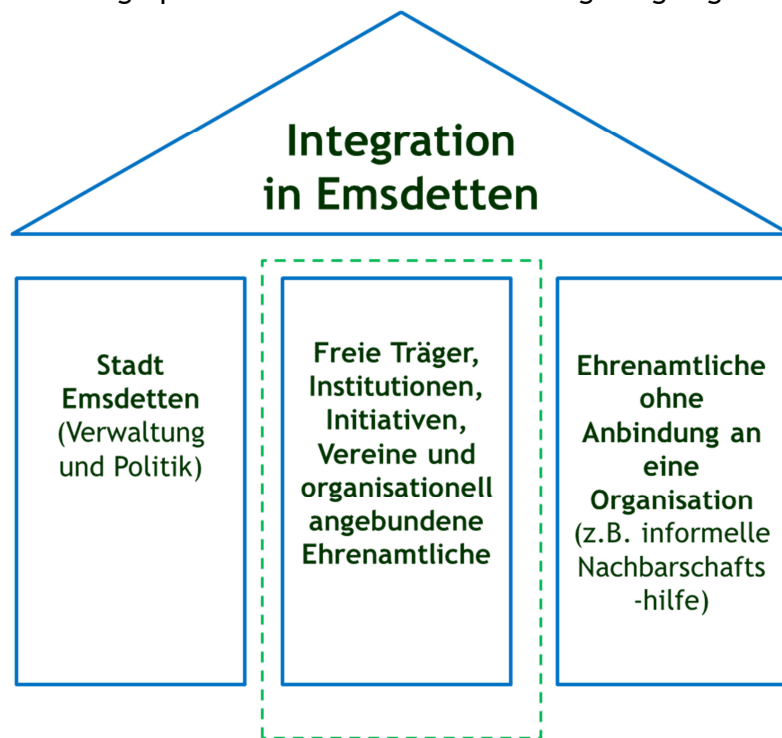 Integration
in Emsdetten
Stadt
Emsdetten
(Verwaltung
und Politik)
Freie Träger,
Institutionen,
Initiativen,
Vereine und
organisationell
angebundene
Ehrenamtliche
Ehrenamtliche
ohne
Anbindung an
eine
Organisation
(z.B. informelle
Nachbarschafts
-hilfe)